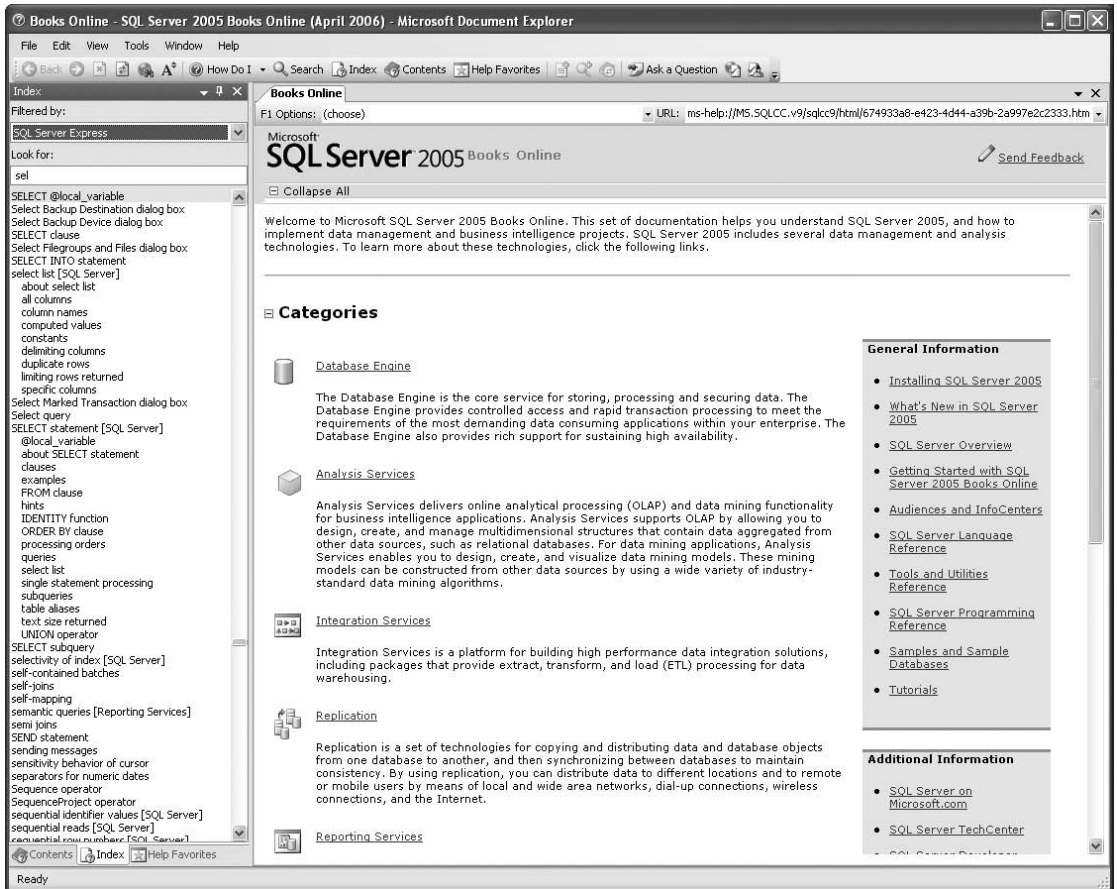 Books Online - SQL Server 2005 Books Online (April 2006) - Microsoft Document Explorer
File Edit View Tools Window Help
Back How Do I Search Index Contents Help Favorites Ask a Question
Index
Filtered by:
SQL Server Express
Look for:
sel
SELECT @local_variable
Select Backup Destination dialog box
Select Backup Device dialog box
SELECT clause
Select Filegroups and Files dialog box
SELECT INTO statement
select list [SQL Server]
about select list
all columns
column names
computed values
constants
delimiting columns
duplicate rows
limiting rows returned
specific columns
Select Marked Transaction dialog box
Select query
SELECT statement [SQL Server]
@local_variable
about SELECT statement
clauses
examples
FROM clause
hints
IDENTITY function
ORDER BY clause
processing orders
queries
select list
single statement processing
subqueries
table aliases
text size returned
UNION operator
SELECT subquery
selectivity of index [SQL Server]
self-contained batches
self-joins
self-mapping
semantic queries [Reporting Services]
semi joins
SEND statement
sending messages
sensitivity behavior of cursor
separators for numeric dates
Sequence operator
SequenceProject operator
sequential identifier values [SQL Server]
sequential reads [SQL Server]
sequential row numbers [SQL Server]
Contents Index Help Favorites
Ready
Books Online
F1 Options: (choose)
URL: ms-help://MS.SQLCC.v9/sqlcc9/html/674933a8-e423-4d44-a39b-2a997e2c2333.htm
Microsoft
SQL Server 2005 Books Online
Send Feedback
Collapse All
Welcome to Microsoft SQL Server 2005 Books Online. This set of documentation helps you understand SQL Server 2005, and how to
implement data management and business intelligence projects. SQL Server 2005 includes several data management and analysis
technologies. To learn more about these technologies, click the following links.
Categories
Database Engine
The Database Engine is the core service for storing, processing and securing data. The
Database Engine provides controlled access and rapid transaction processing to meet the
requirements of the most demanding data consuming applications within your enterprise. The
Database Engine also provides rich support for sustaining high availability.
Analysis Services
Analysis Services delivers online analytical processing (OLAP) and data mining functionality
for business intelligence applications. Analysis Services supports OLAP by allowing you to
design, create, and manage multidimensional structures that contain data aggregated from
other data sources, such as relational databases. For data mining applications, Analysis
Services enables you to design, create, and visualize data mining models. These mining
models can be constructed from other data sources by using a wide variety of industry-
standard data mining algorithms.
Integration Services
Integration Services is a platform for building high performance data integration solutions,
including packages that provide extract, transform, and load (ETL) processing for data
warehousing.
Replication
Replication is a set of technologies for copying and distributing data and database objects
from one database to another, and then synchronizing between databases to maintain
consistency. By using replication, you can distribute data to different locations and to remote
or mobile users by means of local and wide area networks, dial-up connections, wireless
connections, and the Internet.
Reporting Services
General Information
Installing SQL Server 2005
What's New in SQL Server
2005
SQL Server Overview
Getting Started with SQL
Server 2005 Books Online
Audiences and InfoCenters
SQL Server Language
Reference
Tools and Utilities
Reference
SQL Server Programming
Reference
Samples and Sample
Databases
Tutorials
Additional Information
SQL Server on
Microsoft.com
SQL Server TechCenter
SQL Server Developer